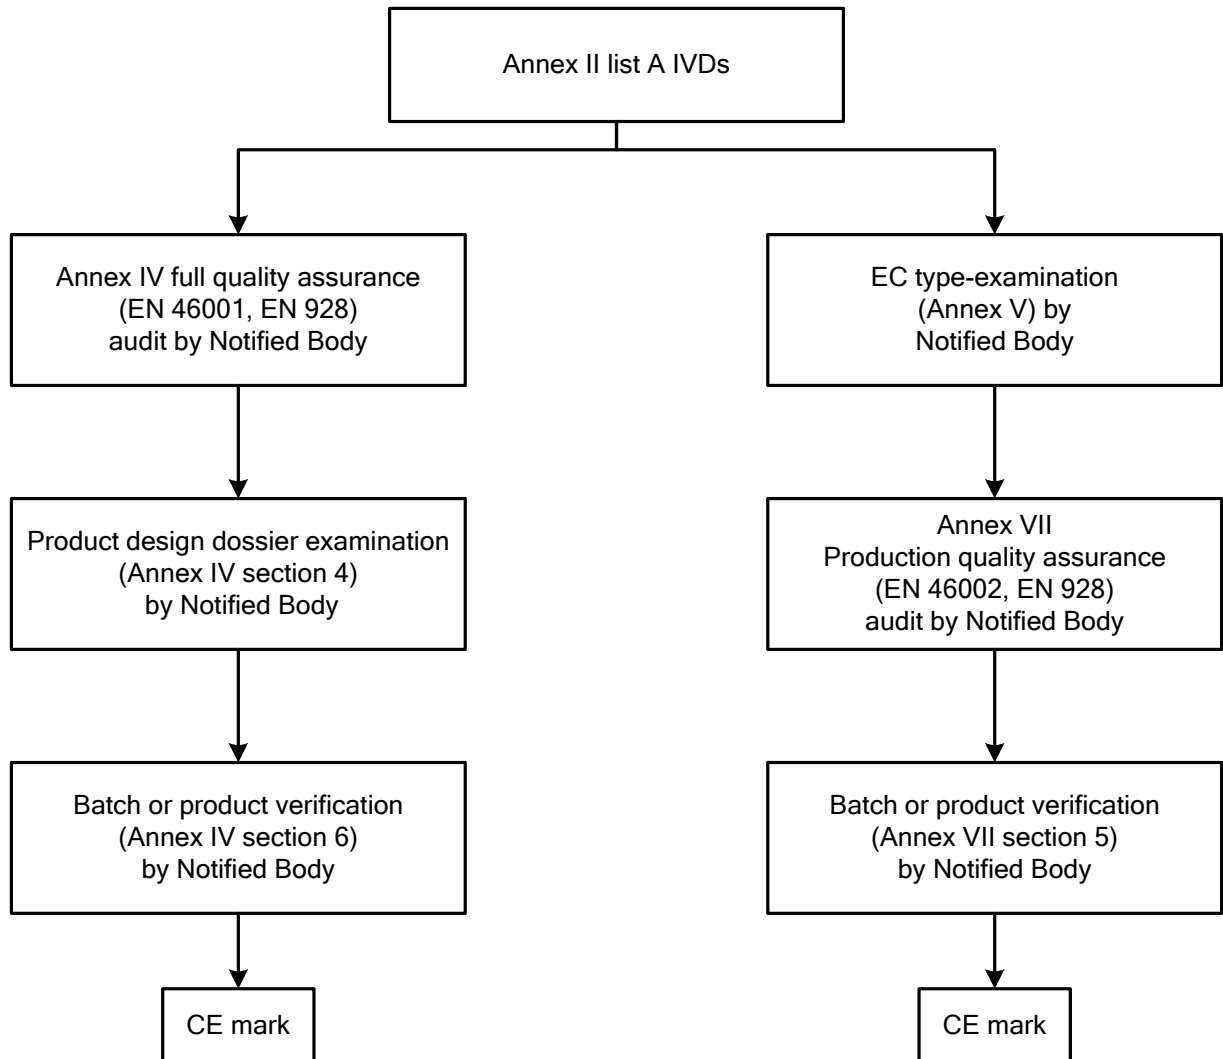 Annex II list A IVDs
Annex IV full quality assurance
(EN 46001, EN 928)
audit by Notified Body
EC type-examination
(Annex V) by
Notified Body
Product design dossier examination
(Annex IV section 4)
by Notified Body
Annex VII
Production quality assurance
(EN 46002, EN 928)
audit by Notified Body
Batch or product verification
(Annex IV section 6)
by Notified Body
Batch or product verification
(Annex VII section 5)
by Notified Body
CE mark
CE mark